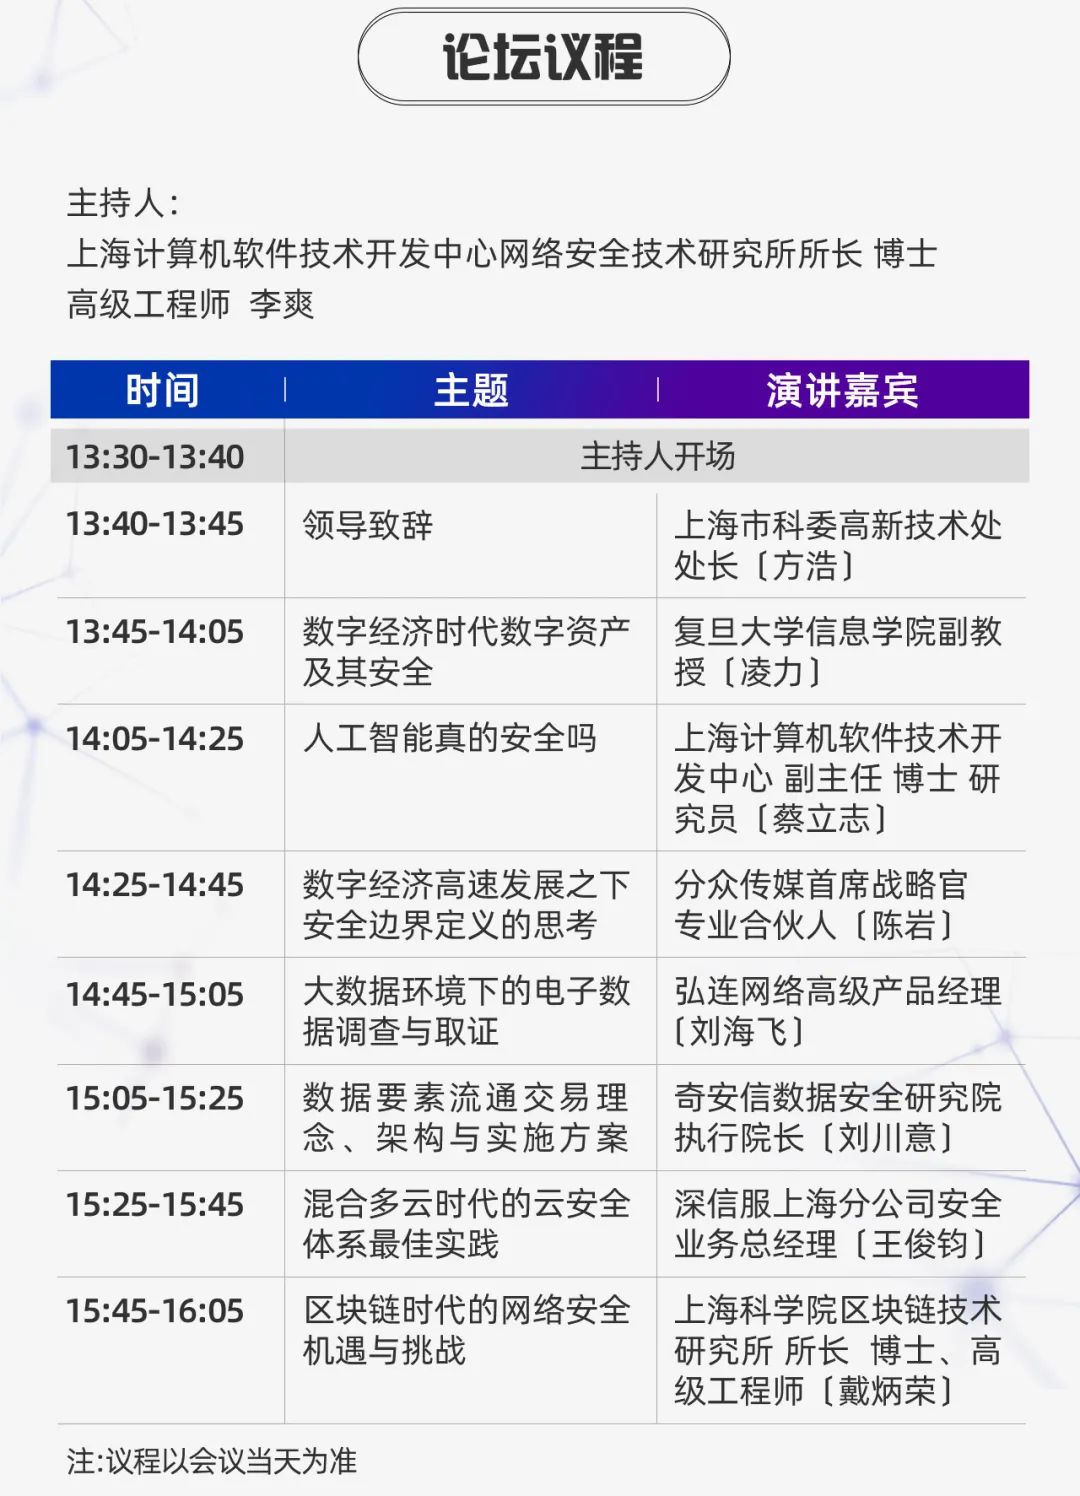 论坛议程
主持人：
上海计算机软件技术开发中心网络安全技术研究所所长 博士
高级工程师 李爽
时间 主题 演讲嘉宾
13:30-13:40 主持人开场
13:40-13:45 领导致辞 上海市科委高新技术处
处长〔方浩〕
13:45-14:05 数字经济时代数字资产 复旦大学信息学院副教
及其安全 授〔凌力〕
14:05-14:25 人工智能真的安全吗 上海计算机软件技术开
发中心 副主任 博士 研
究员〔蔡立志〕
14:25-14:45 数字经济高速发展之下 分众传媒首席战略官
安全边界定义的思考 专业合伙人〔陈岩〕
14:45-15:05 大数据环境下的电子数 弘连网络高级产品经理
据调查与取证 〔刘海飞〕
15:05-15:25 数据要素流通交易理 奇安信数据安全研究院
念、架构与实施方案 执行院长〔刘川意〕
15:25-15:45 混合多云时代的云安全 深信服上海分公司安全
体系最佳实践 业务总经理〔王俊钧〕
15:45-16:05 区块链时代的网络安全 上海科学院区块链技术
机遇与挑战 研究所 所长 博士、高
级工程师〔戴炳荣〕
注:议程以会议当天为准